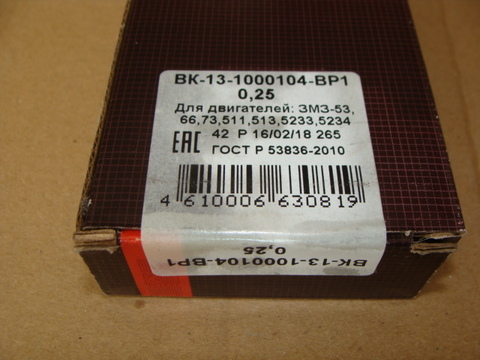 ВК-13-1000104-ВР1
0,25
Для двигателей: ЗМЗ-53,
66,73,511,513,5233,5234
EAC 42 Р 16/02/18 265
ГОСТ Р 53836-2010
4 610006 630819
ВК-13-1000104-ВР1
0,25